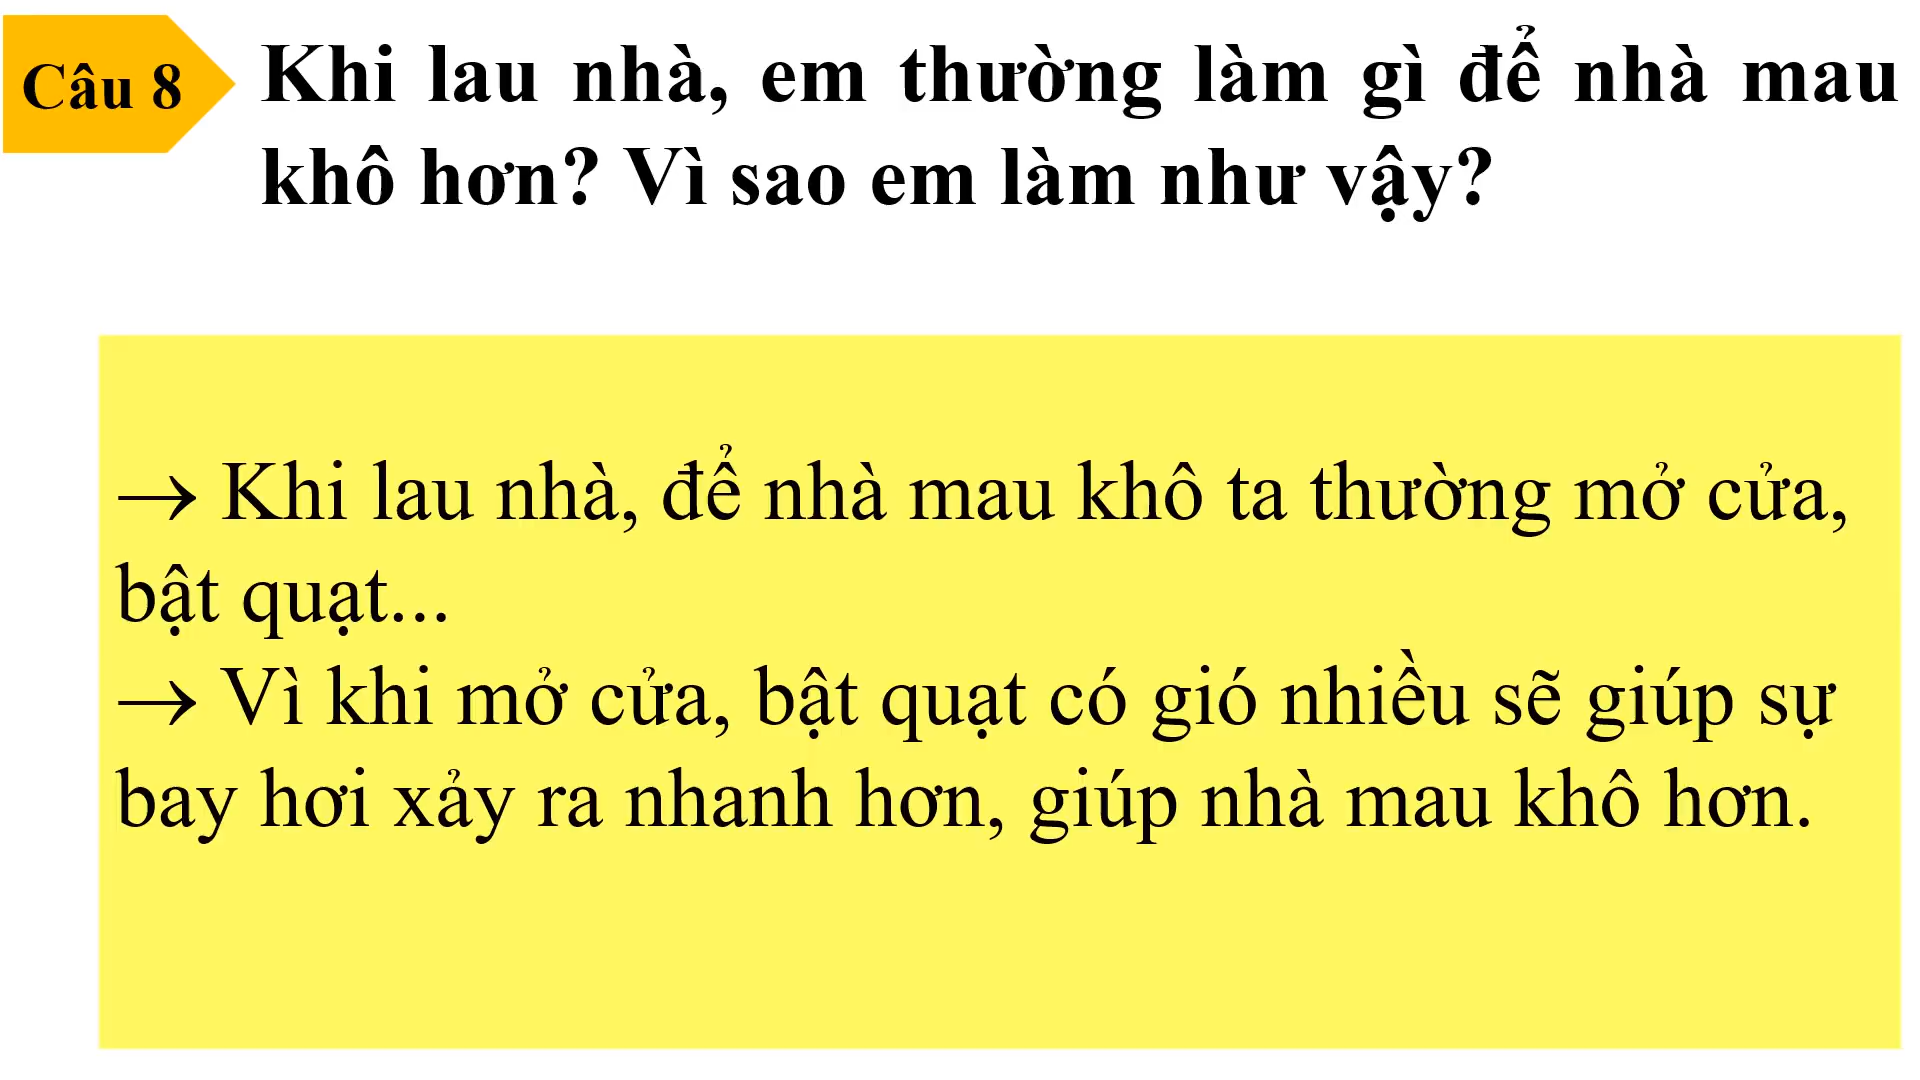 Câu 8
Khi lau nhà, em thường làm gì để nhà mau
khô hơn? Vì sao em làm như vậy?
→ Khi lau nhà, để nhà mau khô ta thường mở cửa,
bật quạt...
→ Vì khi mở cửa, bật quạt có gió nhiều sẽ giúp sự
bay hơi xảy ra nhanh hơn, giúp nhà mau khô hơn.